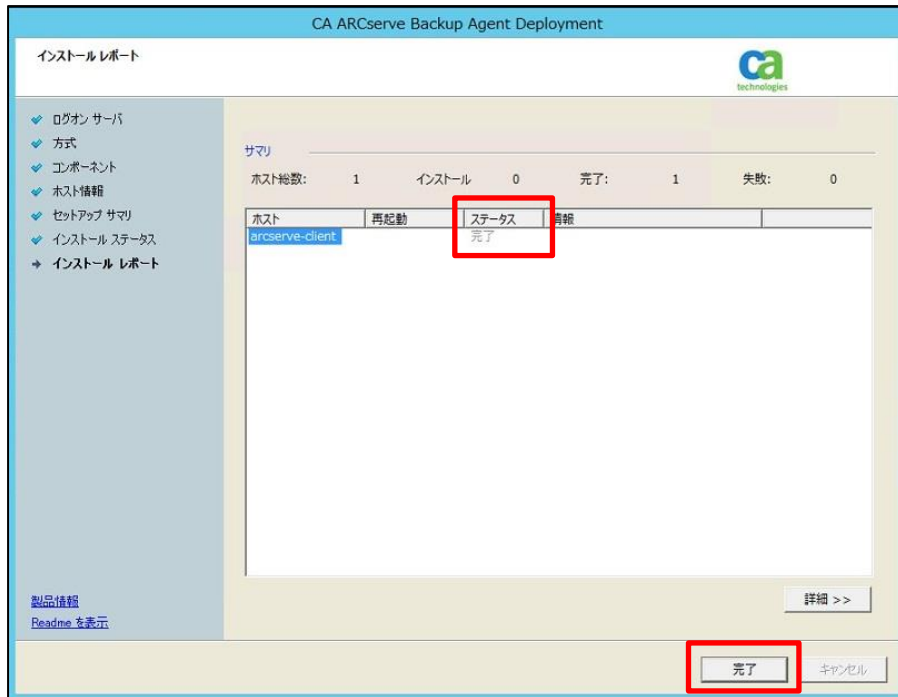 CA ARCserve Backup Agent Deployment
インストール レポート
ca
technologies
ログオン サーバ
方式
コンポーネント
ホスト情報
セットアップ サマリ
インストール ステータス
インストール レポート
サマリ
ホスト総数: 1 インストール 0 完了: 1 失敗: 0
ホスト 再起動 ステータス 情報
arcserve-client 完了
製品情報
詳細 >>
Readme を表示
完了 キャンセル